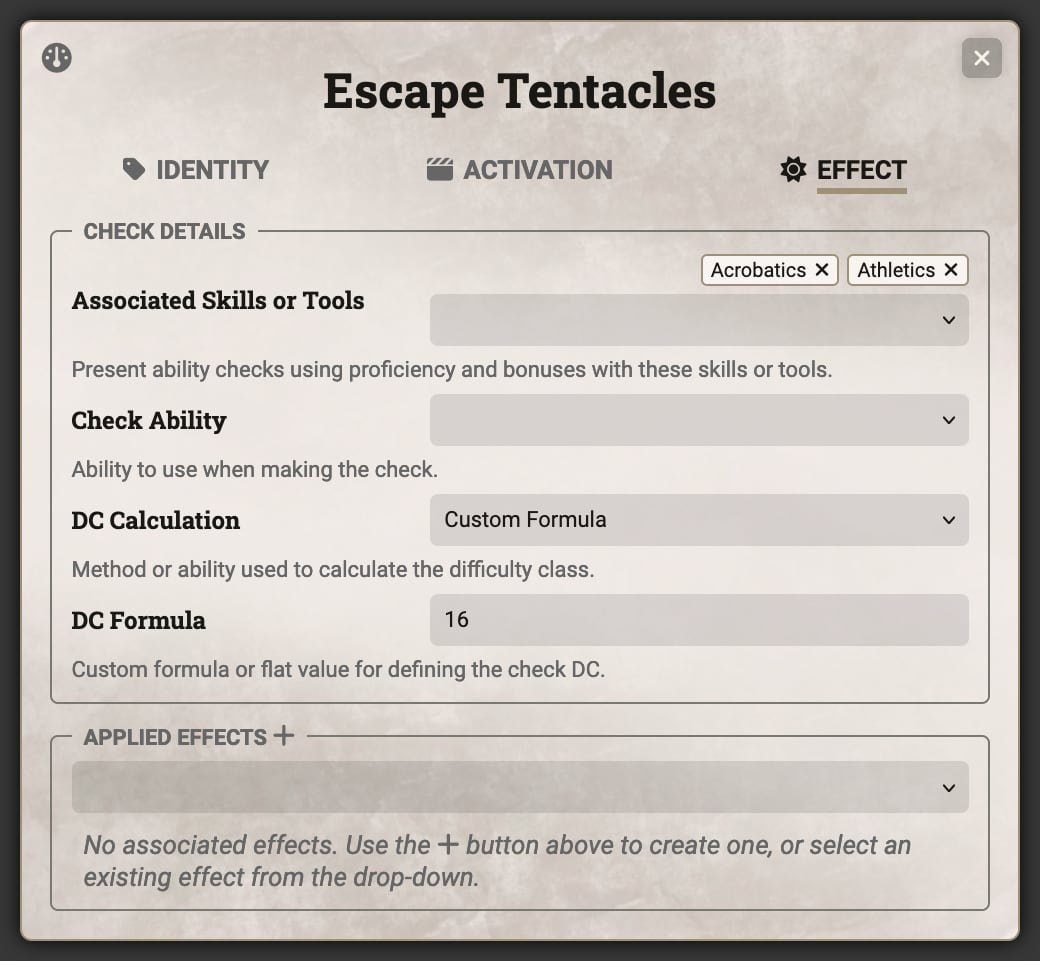 Escape Tentacles
IDENTITY
ACTIVATION
EFFECT
CHECK DETAILS
Acrobatics ✕ Athletics ✕
Associated Skills or Tools
Present ability checks using proficiency and bonuses with these skills or tools.
Check Ability
Ability to use when making the check.
DC Calculation
Custom Formula
Method or ability used to calculate the difficulty class.
DC Formula
16
Custom formula or flat value for defining the check DC.
APPLIED EFFECTS +
No associated effects. Use the + button above to create one, or select an
existing effect from the drop-down.